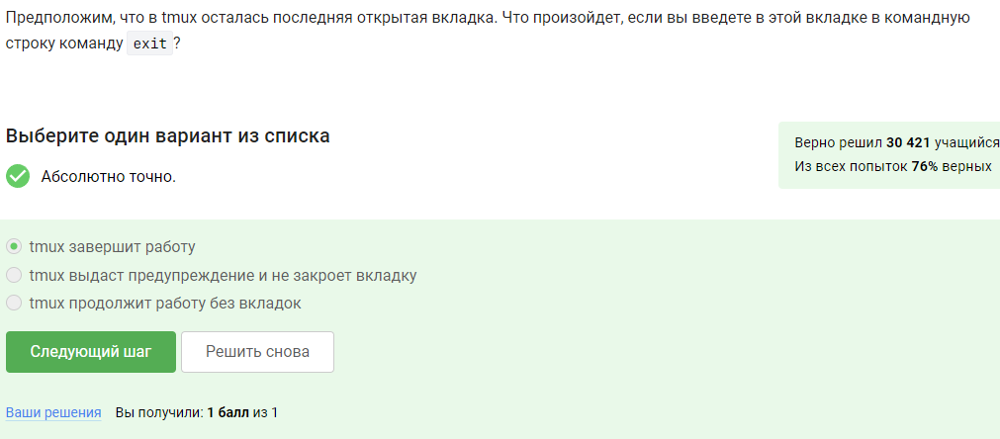 Предположим, что в tmux осталась последняя открытая вкладка. Что произойдет, если вы введете в этой вкладке в командную
строку команду exit ?
Выберите один вариант из списка
Абсолютно точно.
Верно решил 30 421 учащийся
Из всех попыток 76% верных
tmux завершит работу
tmux выдаст предупреждение и не закроет вкладку
tmux продолжит работу без вкладок
Следующий шаг
Решить снова
Ваши решения Вы получили: 1 балл из 1